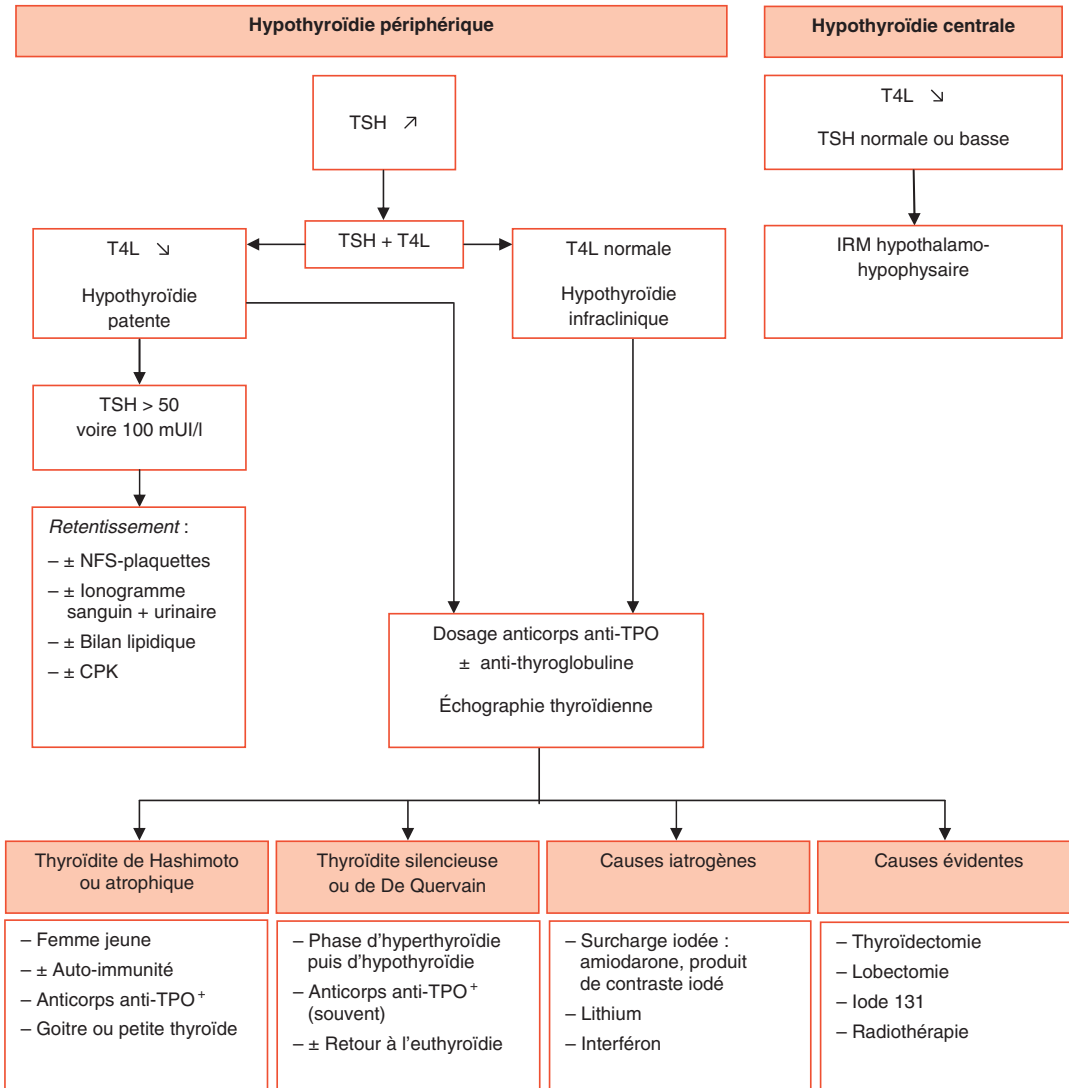 Hypothyroïdie périphérique
Hypothyroïdie centrale
TSH ↗
T4L ↘
TSH normale ou basse
TSH + T4L
T4L ↘
Hypothyroïdie
patente
T4L normale
Hypothyroïdie
infraclinique
IRM hypothalamo-
hypophysaire
TSH > 50
voire 100 mUI/l
Retentissement :
– ± NFS-plaquettes
– ± Ionogramme
sanguin + urinaire
– ± Bilan lipidique
– ± CPK
Dosage anticorps anti-TPO
± anti-thyroglobuline
Échographie thyroïdienne
Thyroïdite de Hashimoto
ou atrophique
– Femme jeune
– ± Auto-immunité
– Anticorps anti-TPO⁺
– Goitre ou petite thyroïde
Thyroïdite silencieuse
ou de De Quervain
– Phase d'hyperthyroïdie
puis d'hypothyroïdie
– Anticorps anti-TPO⁺
(souvent)
– ± Retour à l'euthyroïdie
Causes iatrogènes
– Surcharge iodée :
amiodarone, produit
de contraste iodé
– Lithium
– Interféron
Causes évidentes
– Thyroïdectomie
– Lobectomie
– Iode 131
– Radiothérapie